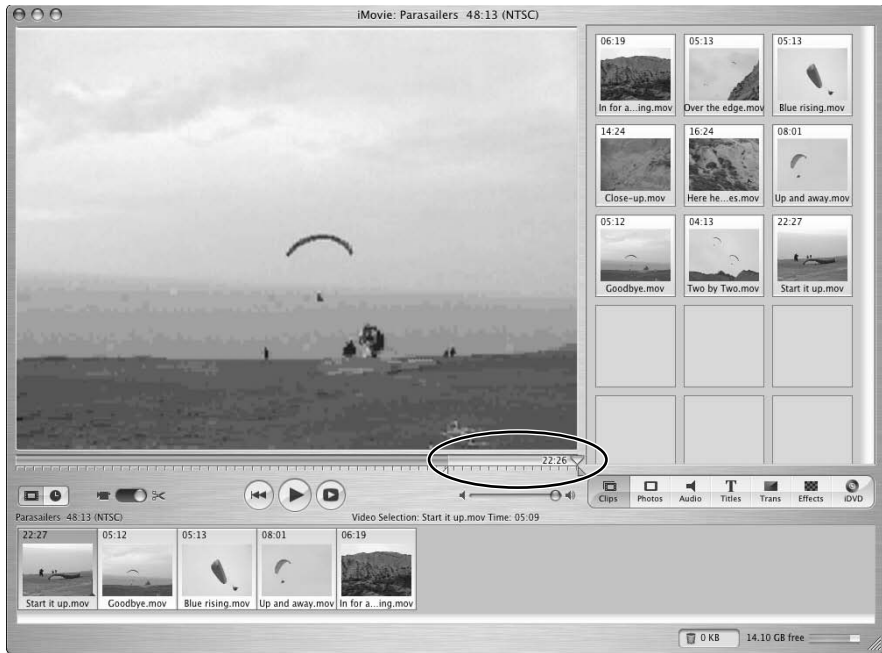 iMovie: Parasailers 48:13 (NTSC)
06:19
In for a...ing.mov
05:13
Over the edge.mov
05:13
Blue rising.mov
14:24
Close-up.mov
16:24
Here he...es.mov
08:01
Up and away.mov
05:12
Goodbye.mov
04:13
Two by Two.mov
22:27
Start it up.mov
22:26
Clips
Photos
Audio
Titles
Trans
Effects
iDVD
Parasailers 48:13 (NTSC)
Video Selection: Start it up.mov Time: 05:09
22:27
Start it up.mov
05:12
Goodbye.mov
05:13
Blue rising.mov
08:01
Up and away.mov
06:19
In for a...ing.mov
0 KB
14.10 GB free